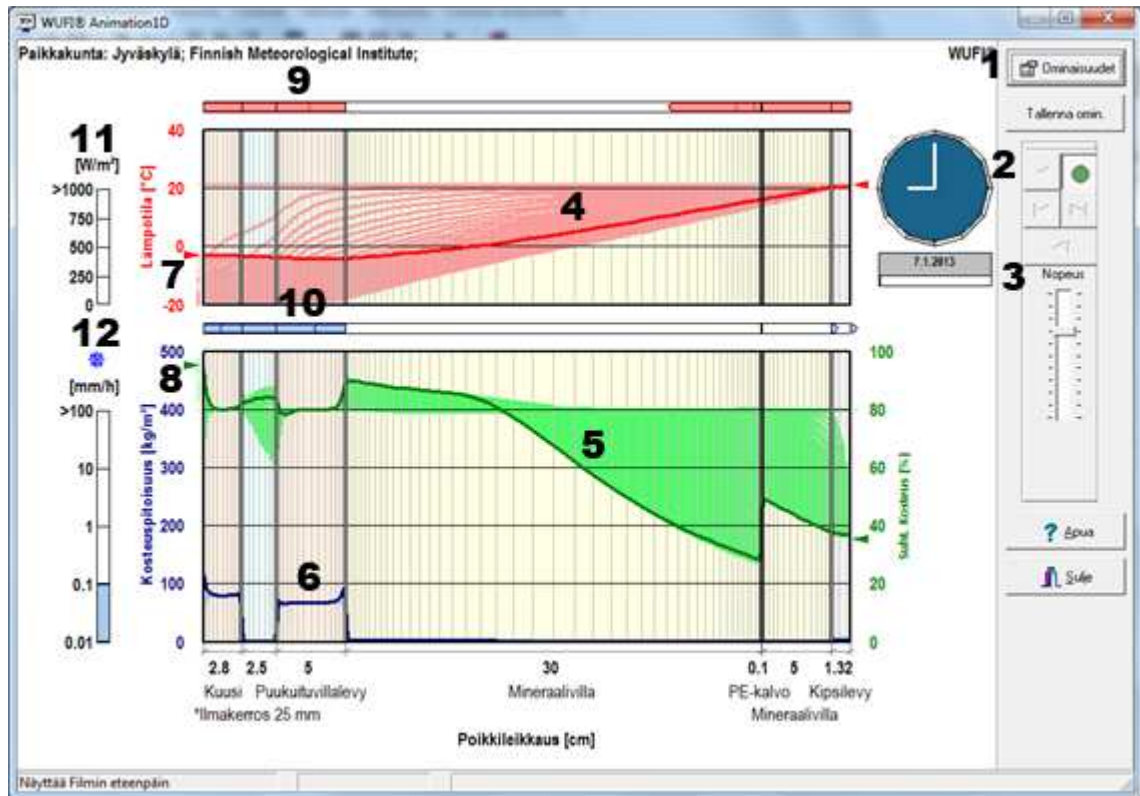 WUFI® Animation1D
Paikkakunta: Jyväskylä; Finnish Meteorological Institute;
WUFI®
1
Ominaisuudet
Tallenna omin.
9
11
[W/m²]
>1000
750
500
250
0
Lämpötila [°C]
40
20
0
-20
4
7
10
2
7.1.2013
3
Nopeus
12
[mm/h]
>100
10
1
0.1
0.01
8
Kosteuspitoisuus [kg/m³]
500
400
300
200
100
0
5
6
100
80
60
40
20
0
Suht. Kosteus [%]
Apua
Sulje
2.8 2.5 5 30 0.1 5 1.32
Kuusi Puukuituvillalevy Mineraalivilla PE-kalvo Kipsilevy
*Ilmakerros 25 mm Mineraalivilla
Poikkileikkaus [cm]
Näyttää Filmin eteenpäin